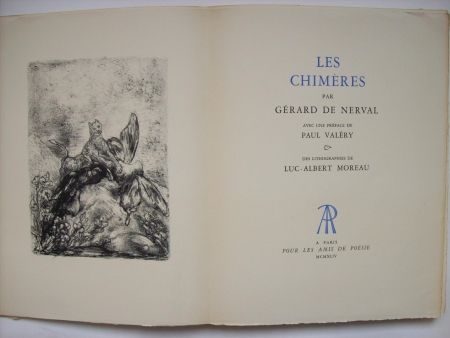 LES
CHIMÈRES
PAR
GÉRARD DE NERVAL
AVEC UNE PRÉFACE DE
PAUL VALÉRY
&
DES LITHOGRAPHIES DE
LUC-ALBERT MOREAU
AP
A PARIS
POUR LES AMIS DE POÉSIE
MCMXLIV